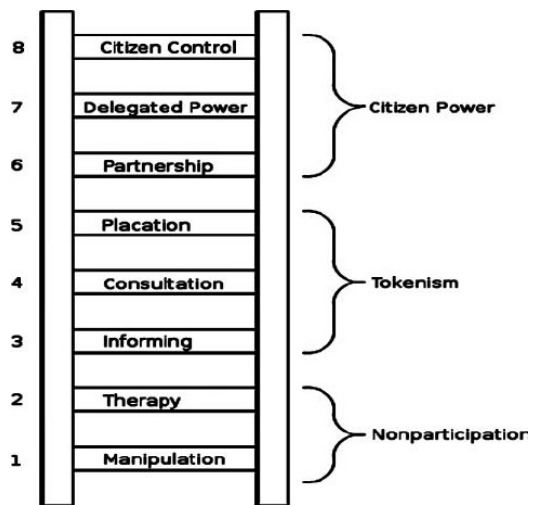 8 Citizen Control
7 Delegated Power
Citizen Power
6 Partnership
5 Placation
4 Consultation
Tokenism
3 Informing
2 Therapy
Nonparticipation
1 Manipulation